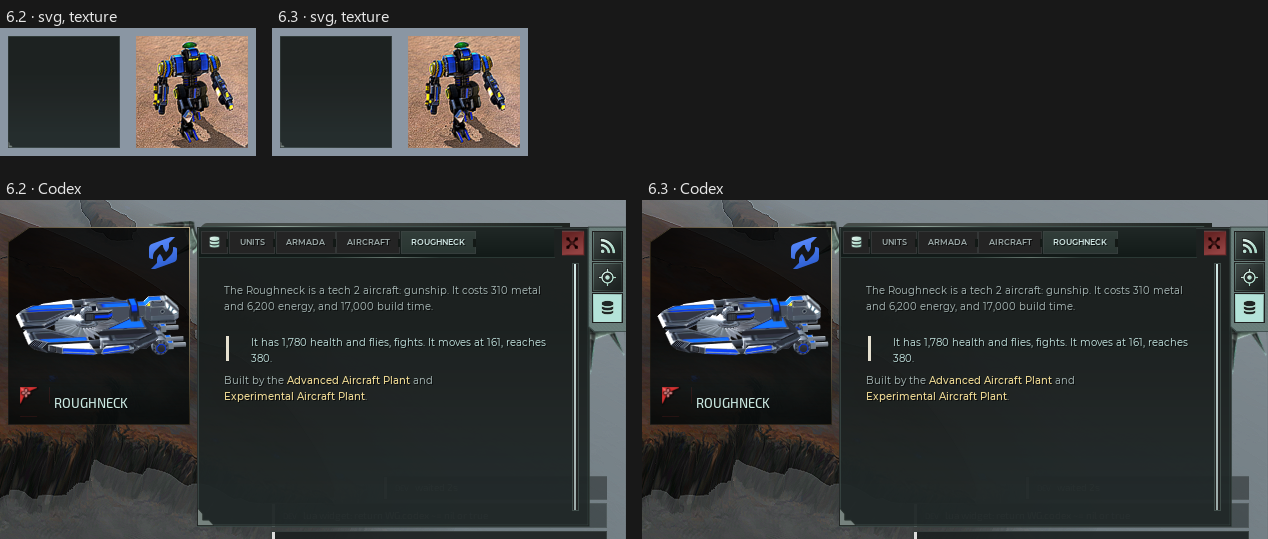 6.2 · svg, texture
6.3 · svg, texture
6.2 · Codex
6.3 · Codex
UNITS
ARMADA
AIRCRAFT
ROUGHNECK
The Roughneck is a tech 2 aircraft: gunship. It costs 310 metal
and 6,200 energy, and 17,000 build time.
It has 1,780 health and flies, fights. It moves at 161, reaches
380.
Built by the Advanced Aircraft Plant and
Experimental Aircraft Plant.
ROUGHNECK
UNITS
ARMADA
AIRCRAFT
ROUGHNECK
The Roughneck is a tech 2 aircraft: gunship. It costs 310 metal
and 6,200 energy, and 17,000 build time.
It has 1,780 health and flies, fights. It moves at 161, reaches
380.
Built by the Advanced Aircraft Plant and
Experimental Aircraft Plant.
ROUGHNECK